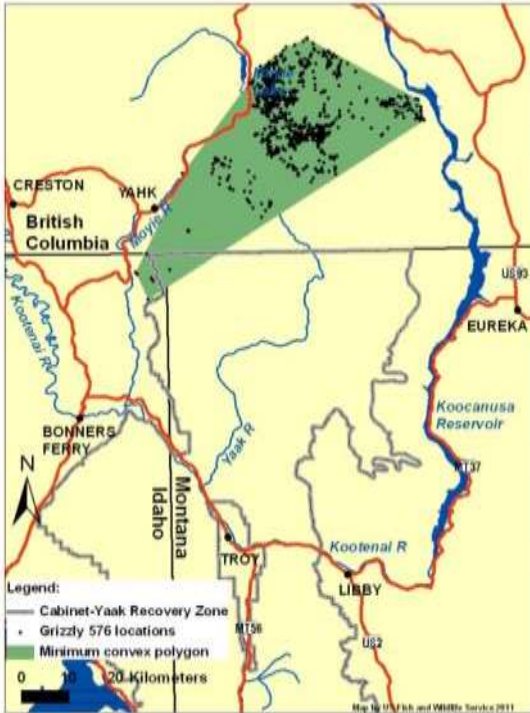 CRESTON
YAHK
British
Columbia
Moyie R
Kootenai R
US93
EUREKA
Koocanusa
Reservoir
BONNERS
FERRY
Yaak R
MT37
N
Montana
Idaho
TROY
Kootenai R
LIBBY
Legend:
Cabinet-Yaak Recovery Zone
Grizzly 576 locations
Minimum convex polygon
MT56
US2
0 10 20 Kilometers
Map by US Fish and Wildlife Service 2011